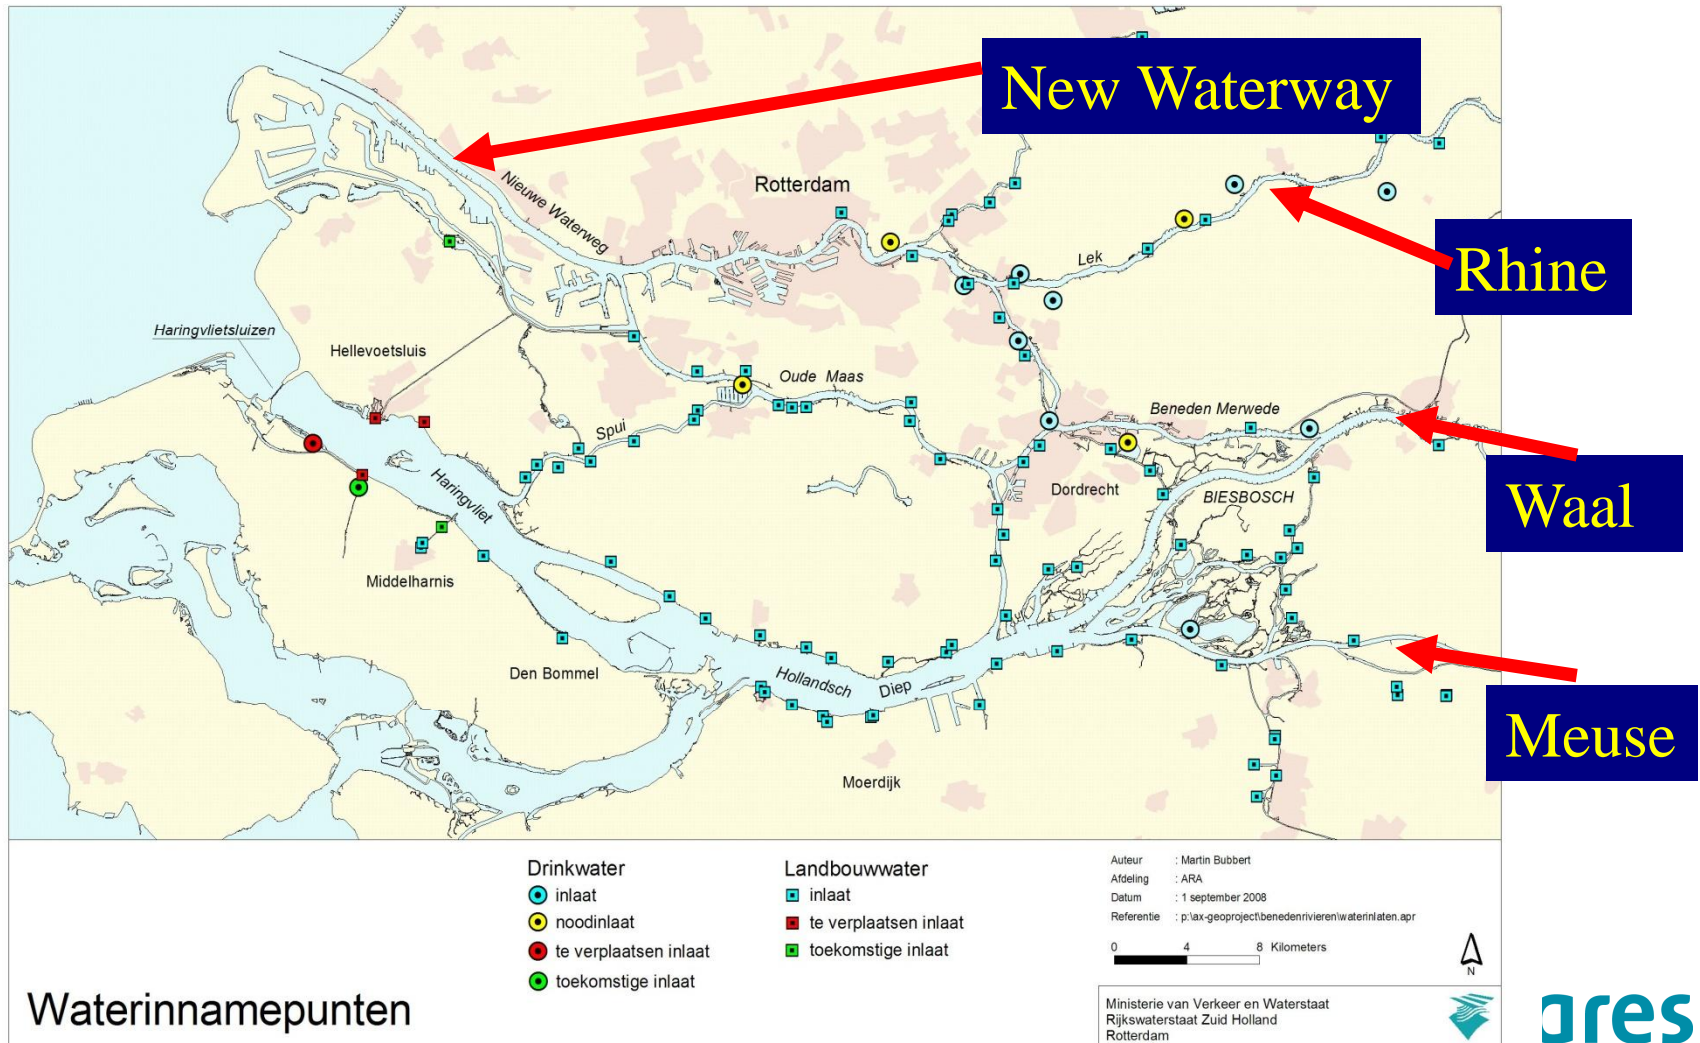 New Waterway
Rotterdam
Nieuwe Waterweg
Rhine
Lek
Haringvlietsluizen
Hellevoetsluis
Oude Maas
Beneden Merwede
Spui
Waal
Dordrecht
BIESBOSCH
Haringvliet
Middelharnis
Den Bommel
Hollandsch Diep
Meuse
Moerdijk
Waterinnamepunten
Drinkwater
inlaat
noodinlaat
te verplaatsen inlaat
toekomstige inlaat
Landbouwwater
inlaat
te verplaatsen inlaat
toekomstige inlaat
Auteur : Martin Bubbert
Afdeling : ARA
Datum : 1 september 2008
Referentie : p:\ax-geoproject\benedenrivieren\waterinlaten.apr
0 4 8 Kilometers
N
Ministerie van Verkeer en Waterstaat
Rijkswaterstaat Zuid Holland
Rotterdam
ares